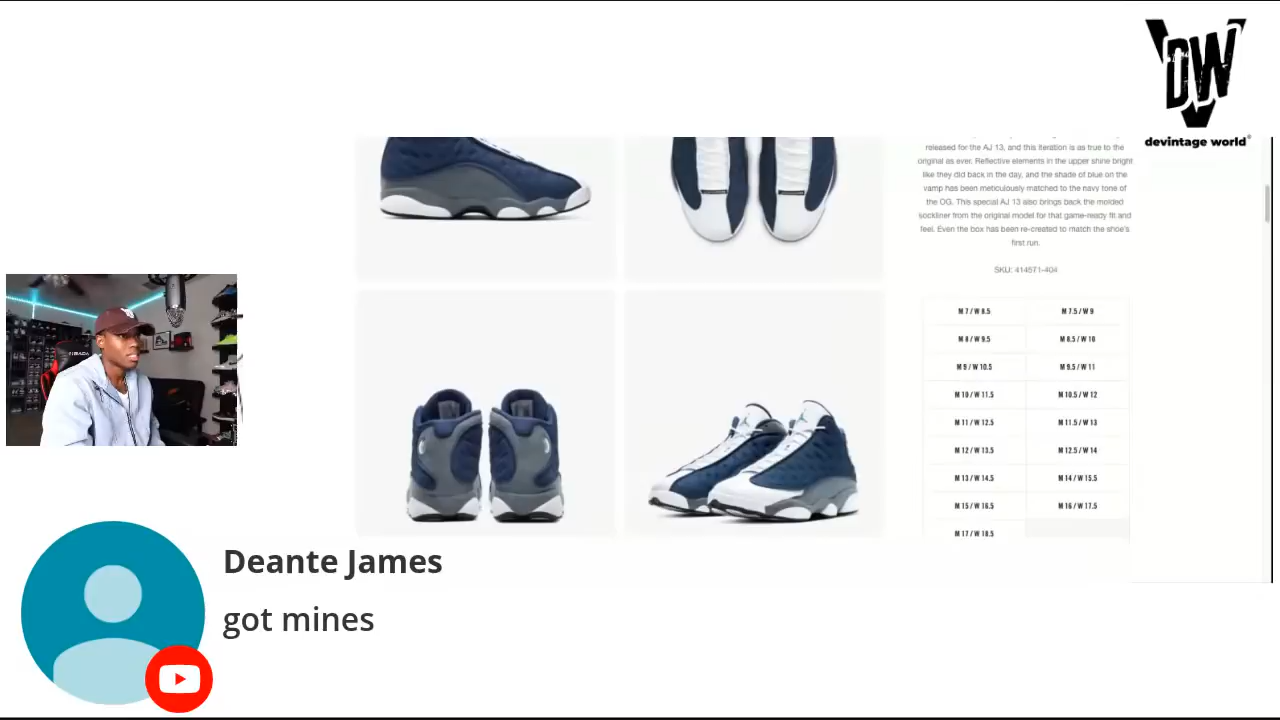 DW
devintage world®
released for the AJ 13, and this iteration is as true to the
original as ever. Reflective elements in the upper shine bright
like they did back in the day, and the shade of blue on the
vamp has been meticulously matched to the navy tone of
the OG. This special AJ 13 also brings back the molded
sockliner from the original model for that game-ready fit and
feel. Even the box has been re-created to match the shoe's
first run.
SKU: 414571-404
M 7 / W 8.5
M 7.5 / W 9
M 8 / W 9.5
M 8.5 / W 10
M 9 / W 10.5
M 9.5 / W 11
M 10 / W 11.5
M 10.5 / W 12
M 11 / W 12.5
M 11.5 / W 13
M 12 / W 13.5
M 12.5 / W 14
M 13 / W 14.5
M 14 / W 15.5
M 15 / W 16.5
M 16 / W 17.5
M 17 / W 18.5
Deante James
got mines